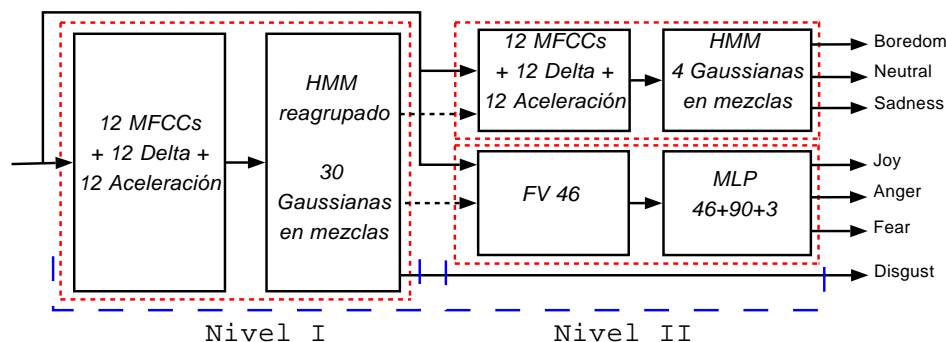 12 MFCCs
+ 12 Delta +
12 Aceleración
HMM
reagrupado
30
Gaussianas
en mezclas
12 MFCCs
+ 12 Delta +
12 Aceleración
HMM
4 Gaussianas
en mezclas
Boredom
Neutral
Sadness
FV 46
MLP
46+90+3
Joy
Anger
Fear
Disgust
Nivel I
Nivel II